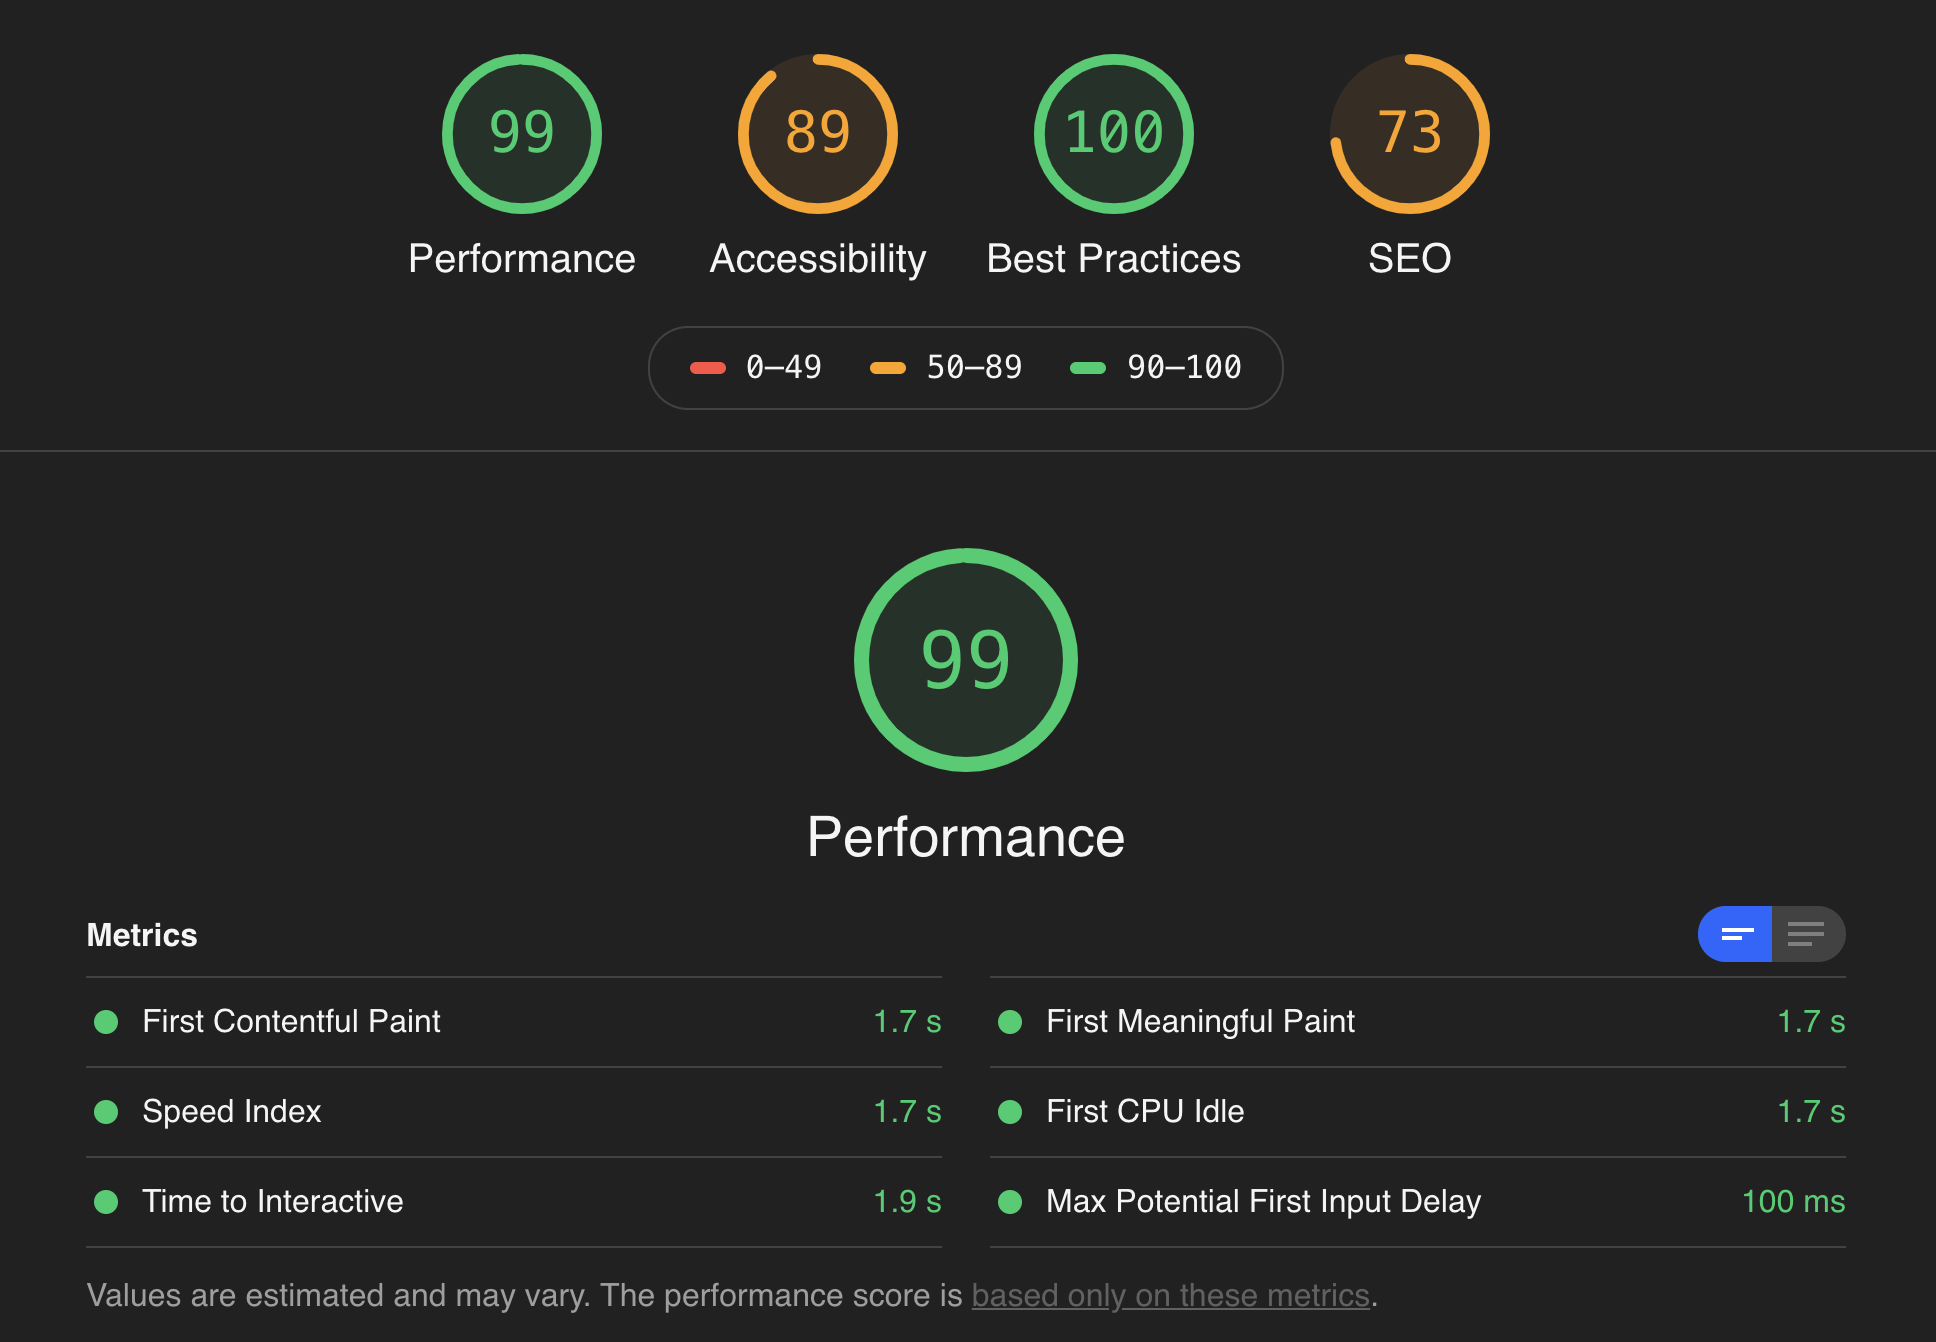 99 89 100 73
Performance Accessibility Best Practices SEO
0–49 50–89 90–100
99
Performance
Metrics
First Contentful Paint 1.7 s
First Meaningful Paint 1.7 s
Speed Index 1.7 s
First CPU Idle 1.7 s
Time to Interactive 1.9 s
Max Potential First Input Delay 100 ms
Values are estimated and may vary. The performance score is based only on these metrics.